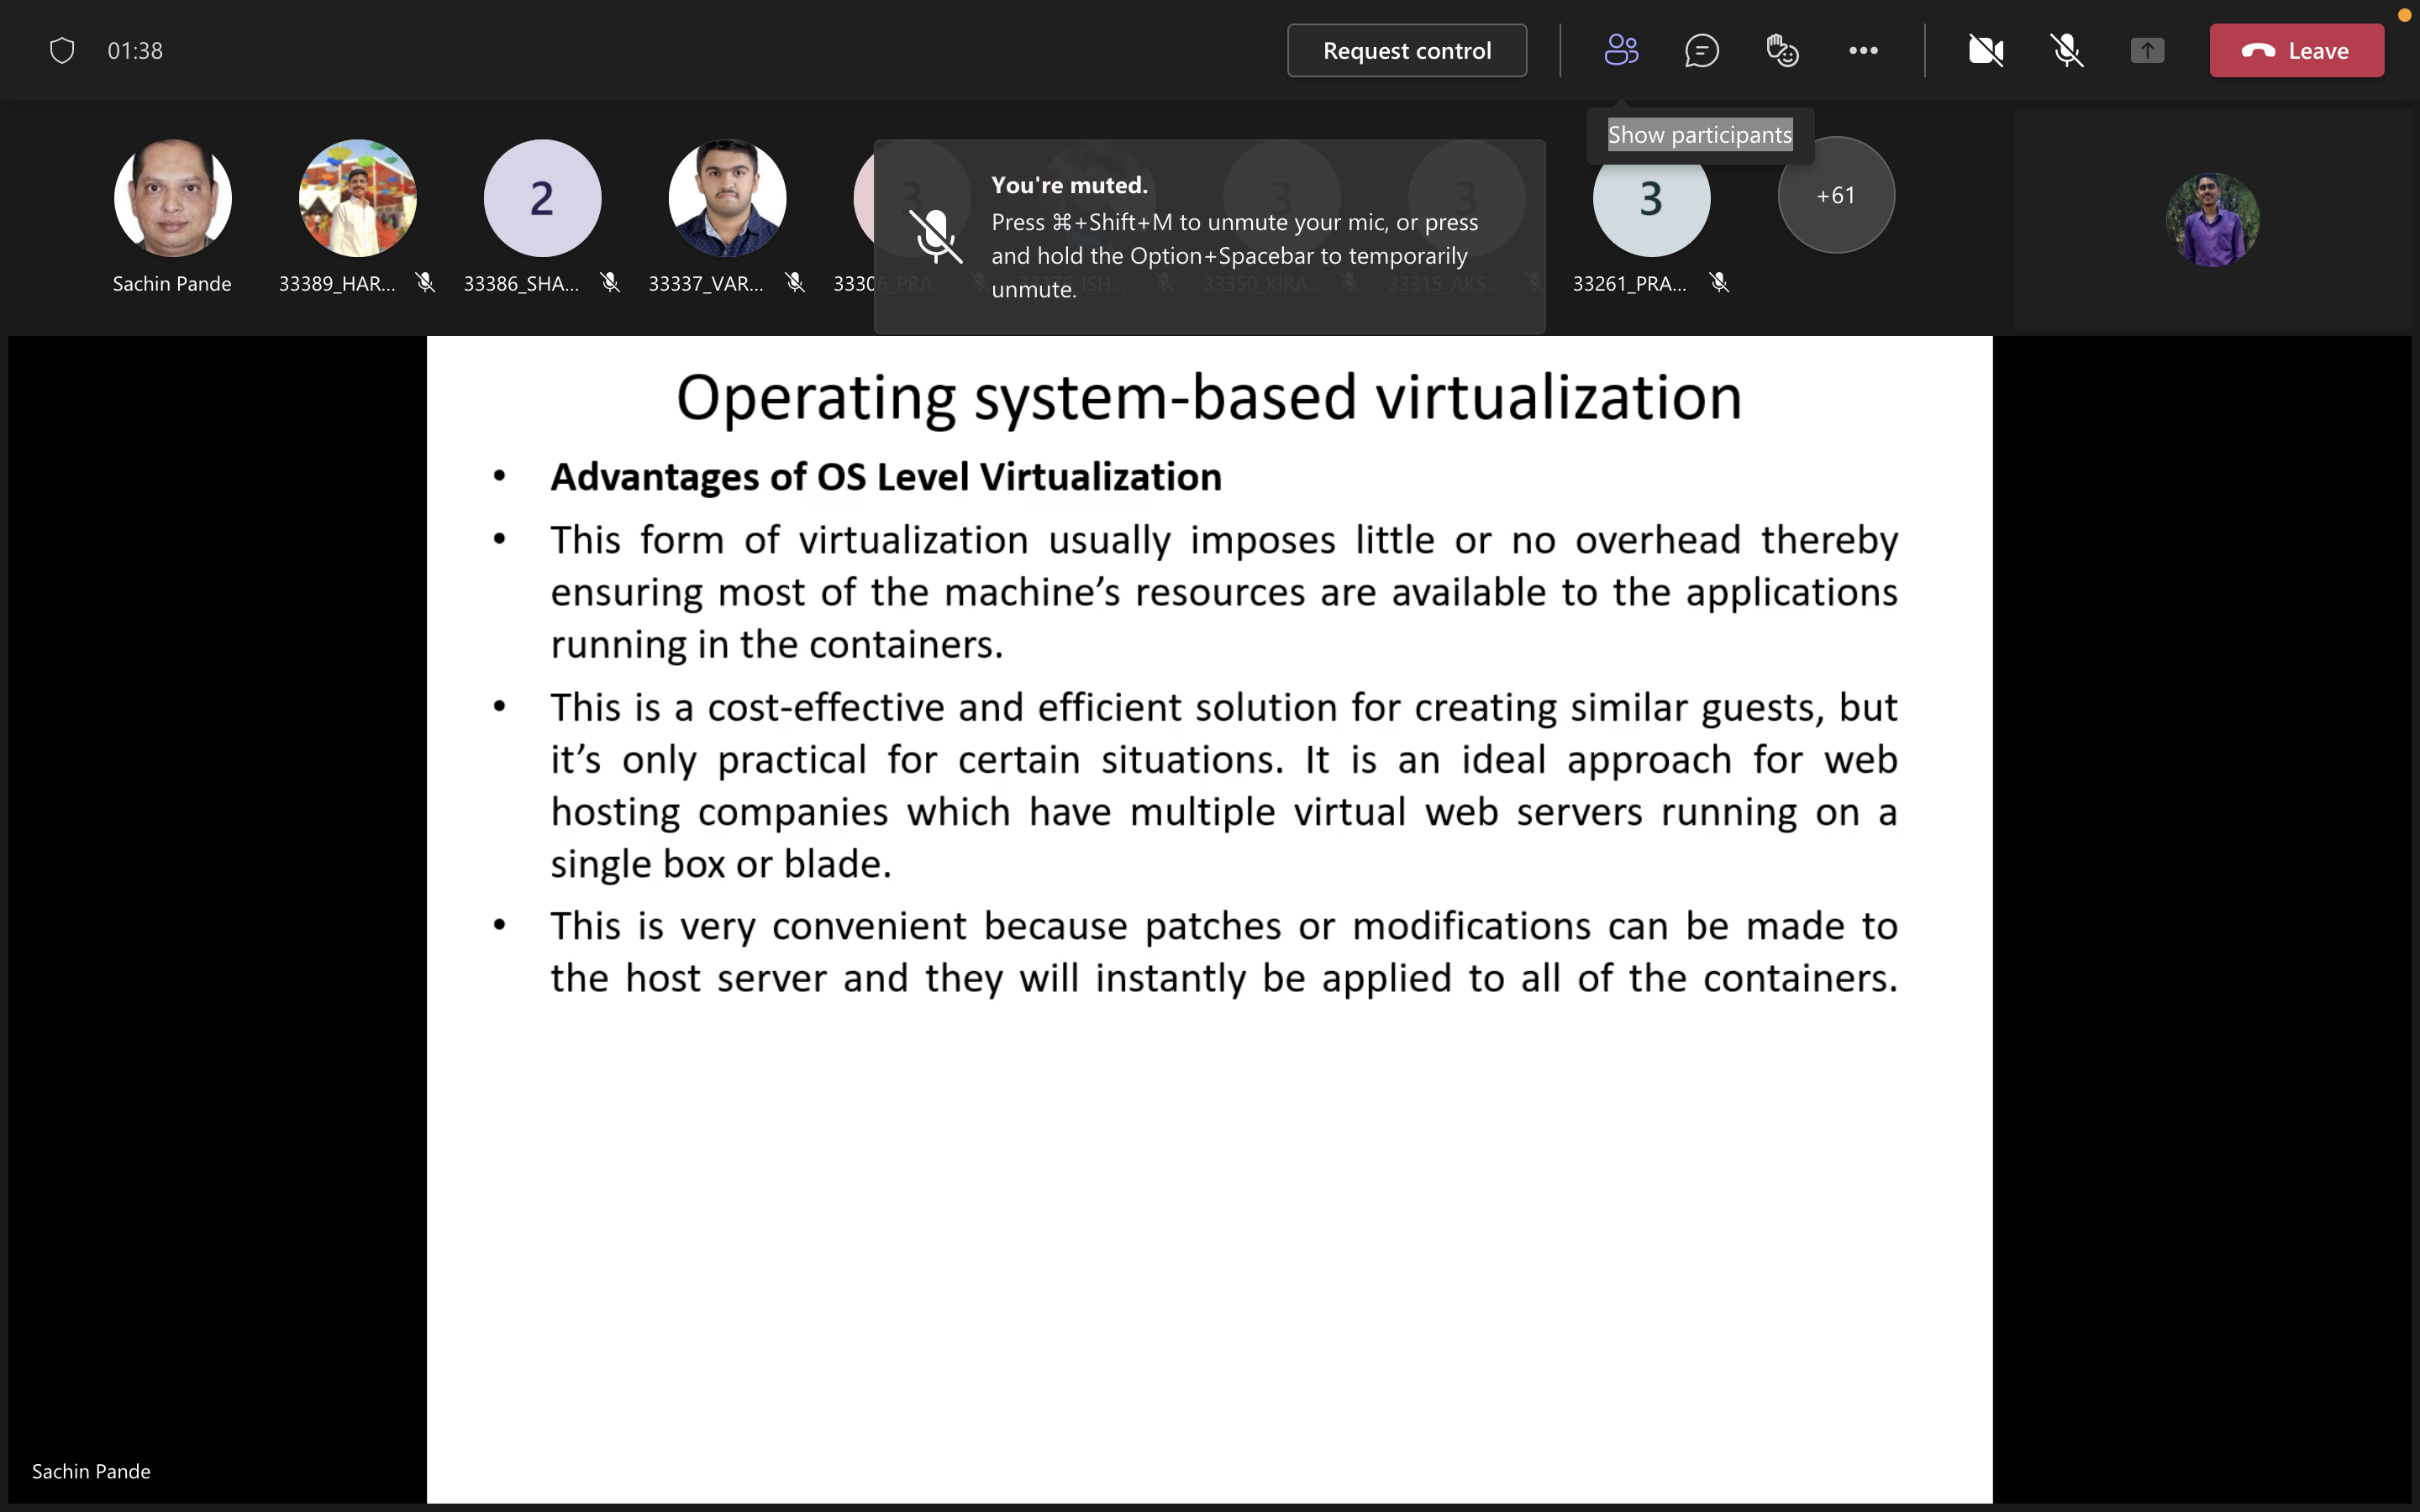 01:38
Request control
Leave
Show participants
2
3
3
3
3
+61
You're muted.
Press ⌘+Shift+M to unmute your mic, or press
and hold the Option+Spacebar to temporarily
unmute.
Sachin Pande
33389_HAR...
33386_SHA...
33337_VAR...
33306_PRA...
ISH...
33350_KIRA...
33315_AKS...
33261_PRA...
Operating system-based virtualization
• Advantages of OS Level Virtualization
• This form of virtualization usually imposes little or no overhead thereby
ensuring most of the machine’s resources are available to the applications
running in the containers.
• This is a cost-effective and efficient solution for creating similar guests, but
it’s only practical for certain situations. It is an ideal approach for web
hosting companies which have multiple virtual web servers running on a
single box or blade.
• This is very convenient because patches or modifications can be made to
the host server and they will instantly be applied to all of the containers.
Sachin Pande